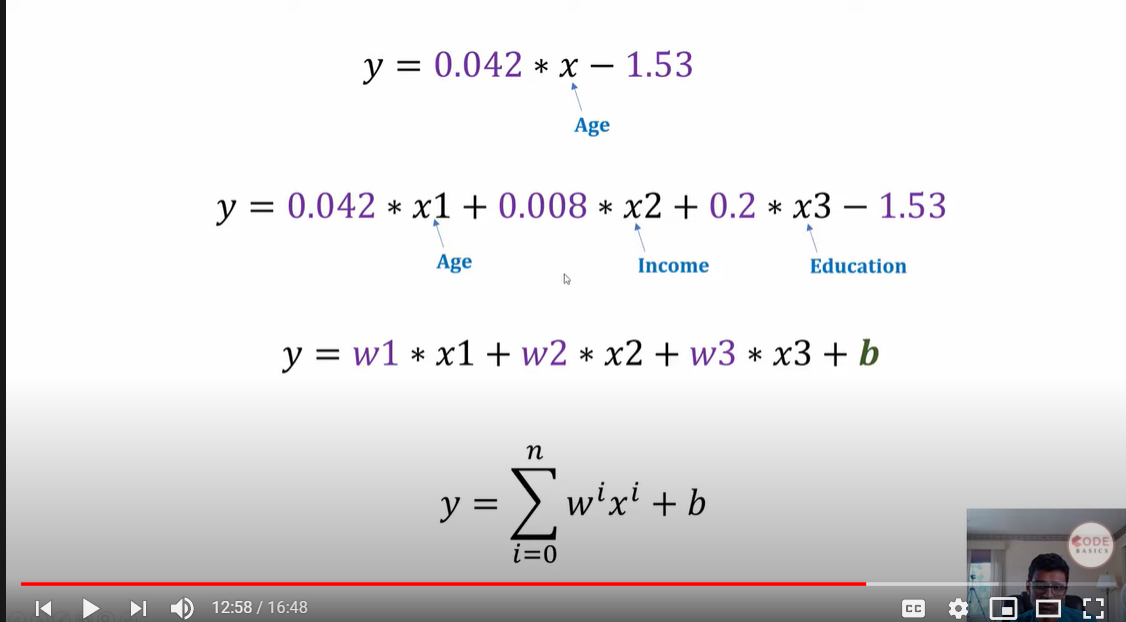 y = 0.042 * x − 1.53
Age
y = 0.042 * x1 + 0.008 * x2 + 0.2 * x3 − 1.53
Age Income Education
y = w1 * x1 + w2 * x2 + w3 * x3 + b
n
y = ∑ wⁱxⁱ + b
i=0
CODE
BASICS
12:58 / 16:48
CC